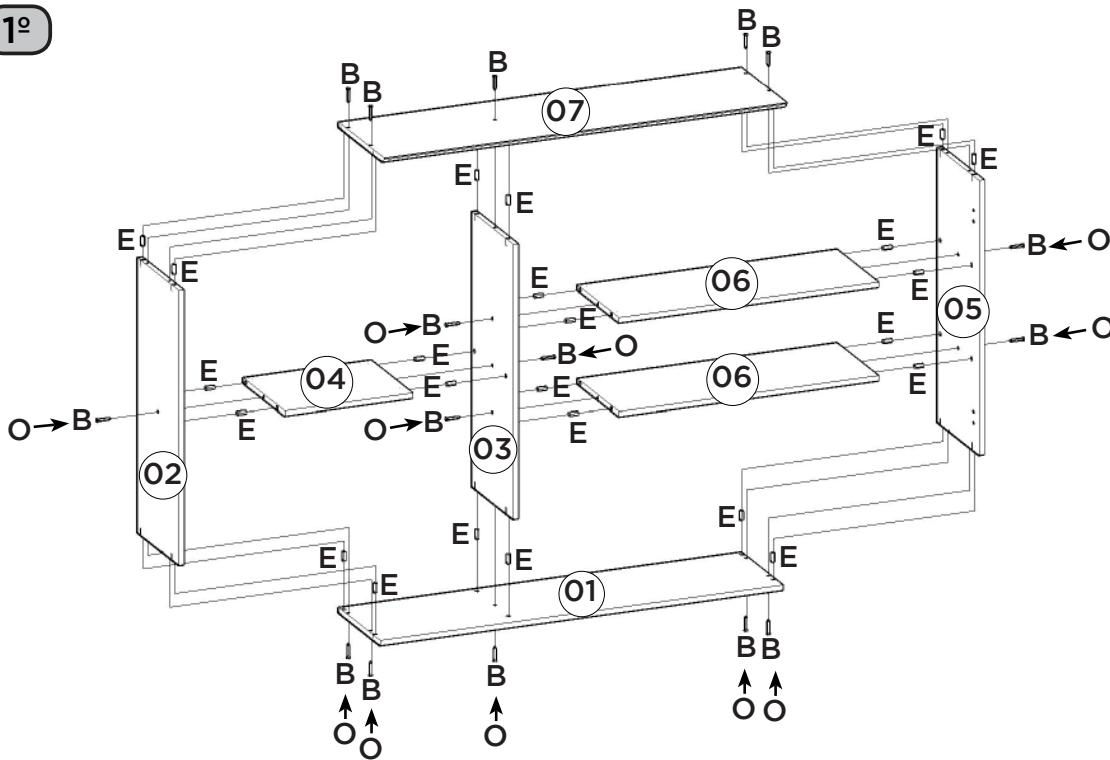 1º
B B
B B B
07
E E
E E
E E
E B ← O
E 06 E 05
O → B E E
B ← O E B ← O
E 04 E E E 06 E
O → B E O → B E
02 03
E E
E E E
E 01
B B B B B
↑ ↑ ↑ ↑ ↑
O O O O O